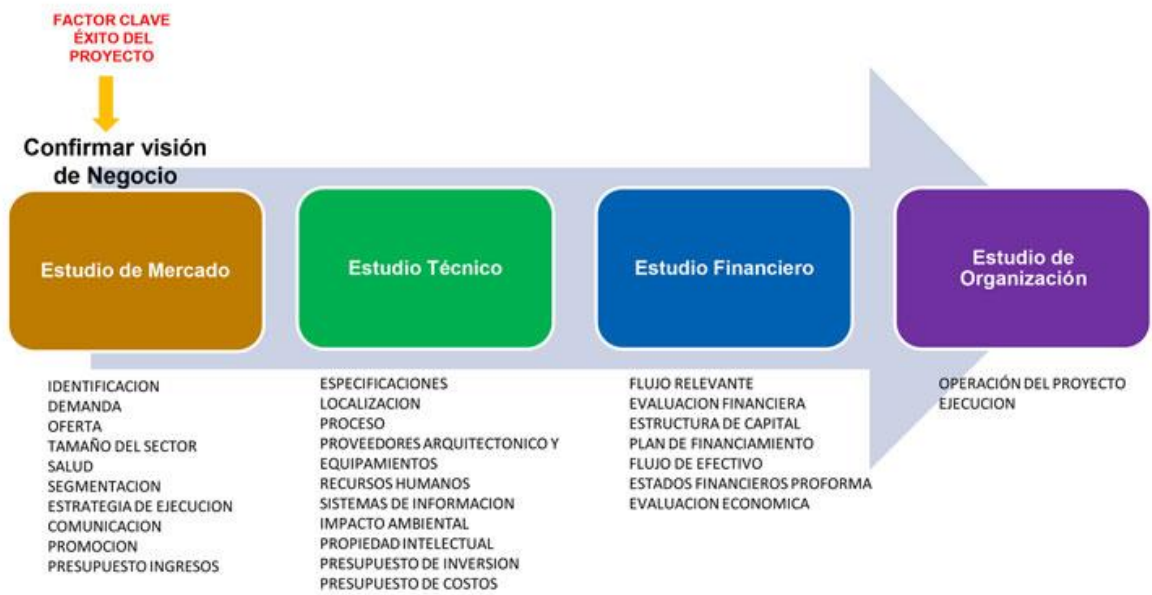 FACTOR CLAVE
ÉXITO DEL
PROYECTO
Confirmar visión
de Negocio
Estudio de Mercado
IDENTIFICACION
DEMANDA
OFERTA
TAMAÑO DEL SECTOR
SALUD
SEGMENTACION
ESTRATEGIA DE EJECUCION
COMUNICACION
PROMOCION
PRESUPUESTO INGRESOS
Estudio Técnico
ESPECIFICACIONES
LOCALIZACION
PROCESO
PROVEEDORES ARQUITECTONICO Y
EQUIPAMIENTOS
RECURSOS HUMANOS
SISTEMAS DE INFORMACION
IMPACTO AMBIENTAL
PROPIEDAD INTELECTUAL
PRESUPUESTO DE INVERSION
PRESUPUESTO DE COSTOS
Estudio Financiero
FLUJO RELEVANTE
EVALUACION FINANCIERA
ESTRUCTURA DE CAPITAL
PLAN DE FINANCIAMIENTO
FLUJO DE EFECTIVO
ESTADOS FINANCIEROS PROFORMA
EVALUACION ECONOMICA
Estudio de
Organización
OPERACIÓN DEL PROYECTO
EJECUCION